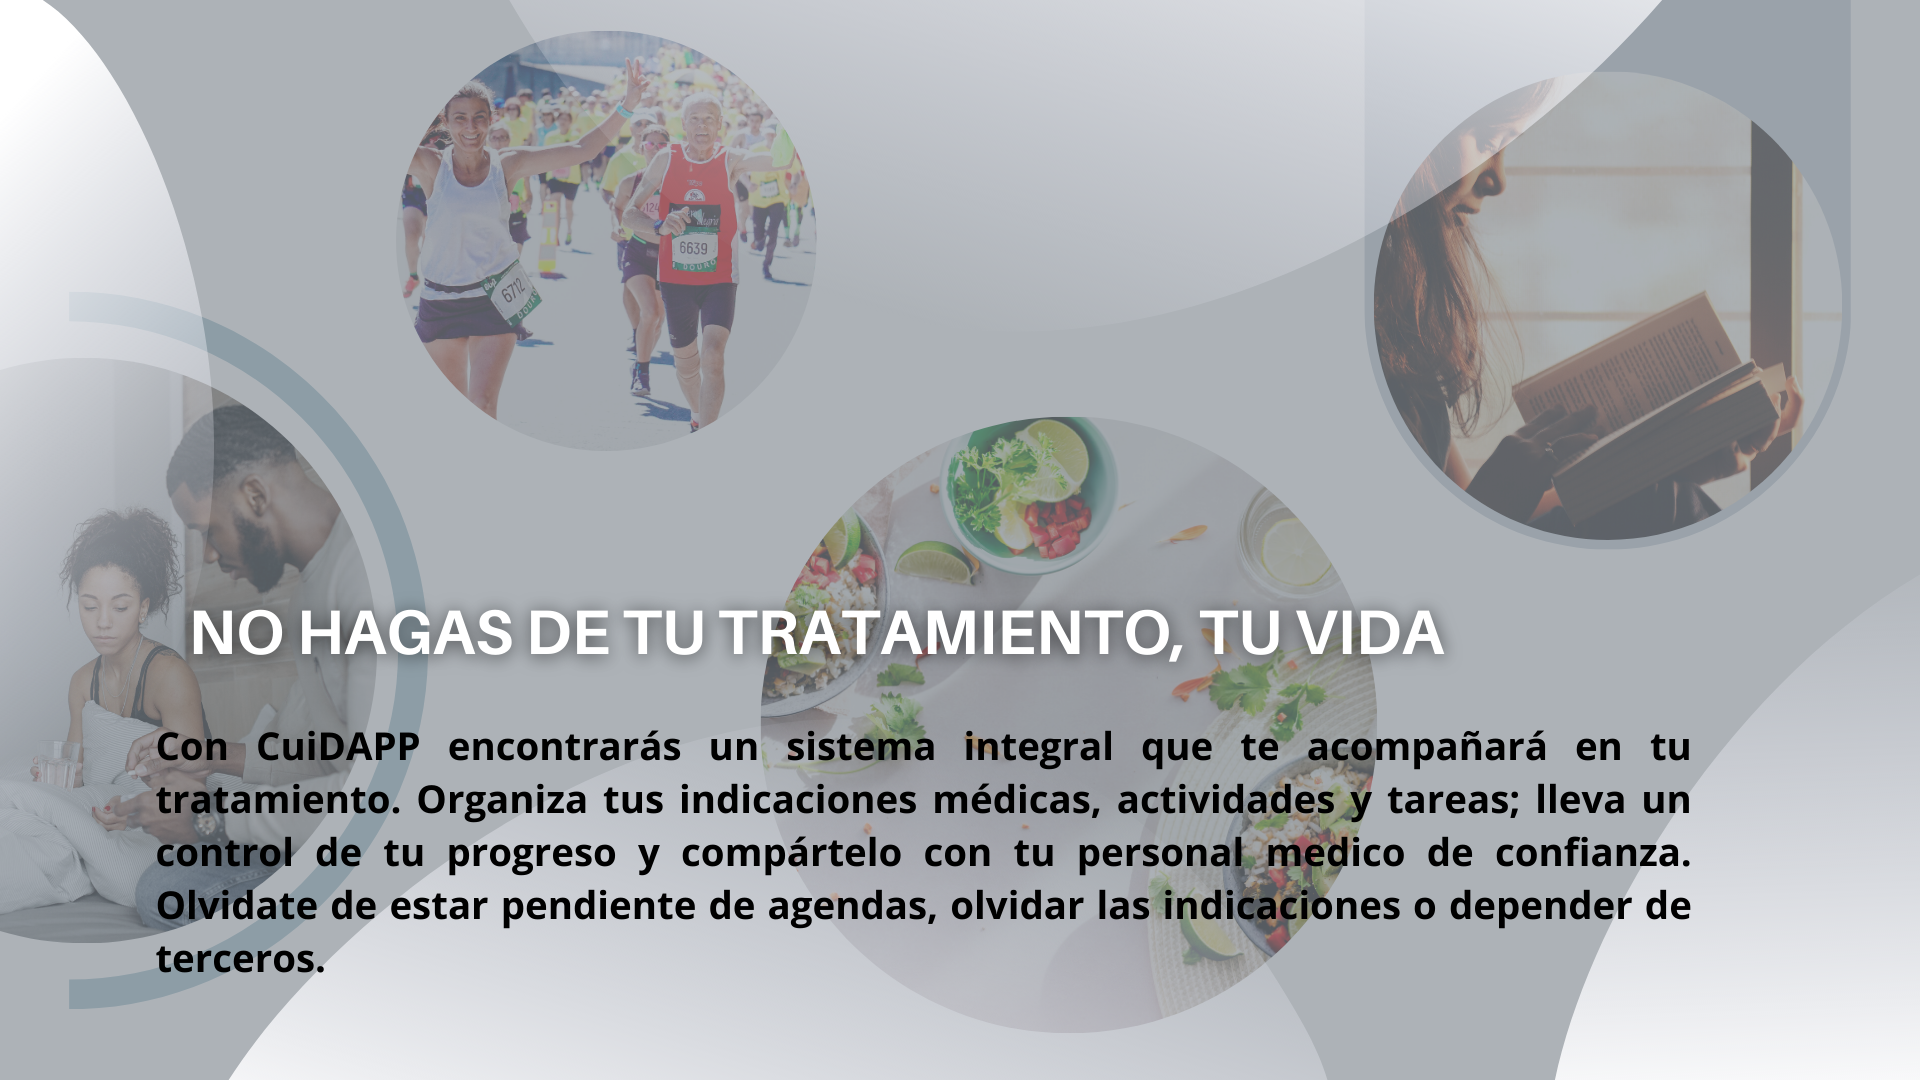 6712
6639
NO HAGAS DE TU TRATAMIENTO, TU VIDA
Con CuiDAPP encontrarás un sistema integral que te acompañará en tu
tratamiento. Organiza tus indicaciones médicas, actividades y tareas; lleva un
control de tu progreso y compártelo con tu personal medico de confianza.
Olvidate de estar pendiente de agendas, olvidar las indicaciones o depender de
terceros.